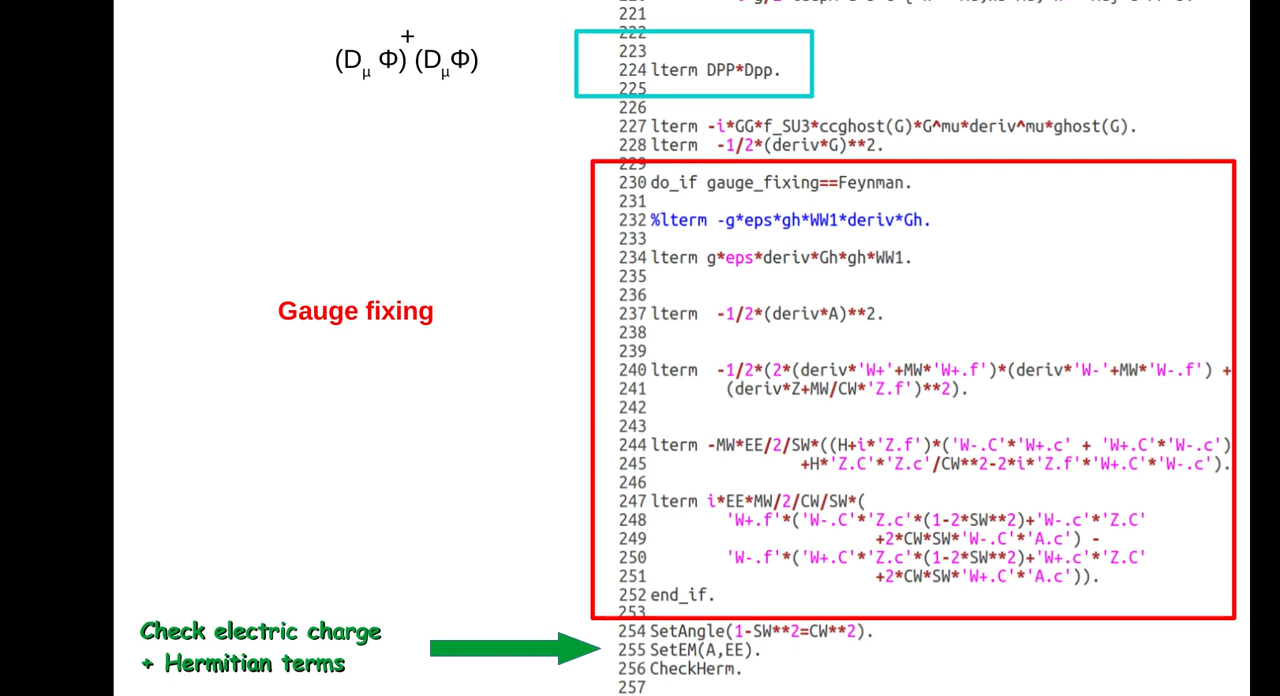 221
222
(Dμ Φ)+ (DμΦ)
223
224 lterm DPP*Dpp.
225
226
227 lterm -i*GG*f_SU3*ccghost(G)*G^mu*deriv^mu*ghost(G).
228 lterm  -1/2*(deriv*G)**2.
229
230 do_if gauge_fixing==Feynman.
231
232 %lterm -g*eps*gh*WW1*deriv*Gh.
233
234 lterm g*eps*deriv*Gh*gh*WW1.
235
236
Gauge fixing
237 lterm  -1/2*(deriv*A)**2.
238
239
240 lterm  -1/2*(2*(deriv*'W+'+MW*'W+.f')*(deriv*'W-'+MW*'W-.f') +
241 (deriv*Z+MW/CW*'Z.f')**2).
242
243
244 lterm -MW*EE/2/SW*((H+i*'Z.f')*('W-.C'*'W+.c' + 'W+.C'*'W-.c')
245 +H*'Z.C'*'Z.c'/CW**2-2*i*'Z.f'*'W+.C'*'W-.c').
246
247 lterm i*EE*MW/2/CW/SW*(
248 'W+.f'*('W-.C'*'Z.c'*(1-2*SW**2)+'W-.c'*'Z.C'
249 +2*CW*SW*'W-.C'*'A.c') -
250 'W-.f'*('W+.C'*'Z.c'*(1-2*SW**2)+'W+.c'*'Z.C'
251 +2*CW*SW*'W+.C'*'A.c')).
252 end_if.
253
Check electric charge
+ Hermitian terms
254 SetAngle(1-SW**2=CW**2).
255 SetEM(A,EE).
256 CheckHerm.
257